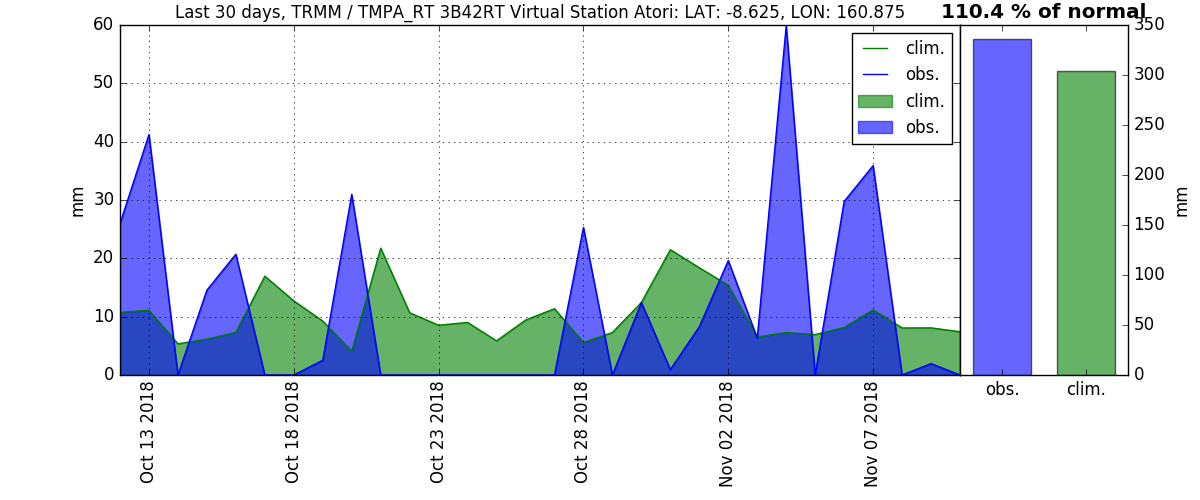 Last 30 days, TRMM / TMPA_RT 3B42RT Virtual Station Atori: LAT: -8.625, LON: 160.875
110.4 % of normal
60
50
40
30
20
10
0
mm
clim.
obs.
clim.
obs.
Oct 13 2018
Oct 18 2018
Oct 23 2018
Oct 28 2018
Nov 02 2018
Nov 07 2018
350
300
250
200
150
100
50
0
mm
obs.
clim.